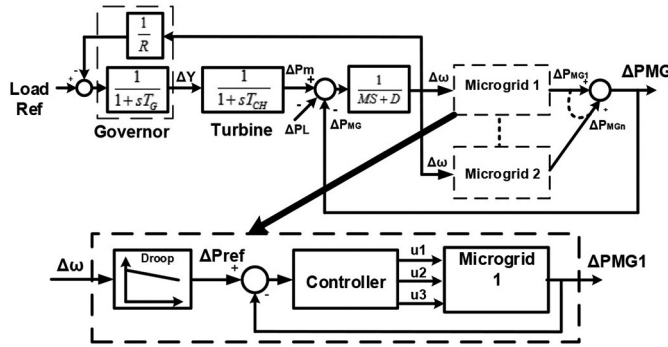 1
R
Load
Ref
-
-
1
1+sT_G
Governor
ΔY
1
1+sT_CH
Turbine
ΔPm
+
-
-
ΔPL
ΔPMG
1
MS+D
Δω
Microgrid 1
ΔPMG1
+
+
ΔPMG
ΔPMGn
Δω
Microgrid 2
Δω
Droop
ΔPref
+
-
Controller
u1
u2
u3
Microgrid
1
ΔPMG1